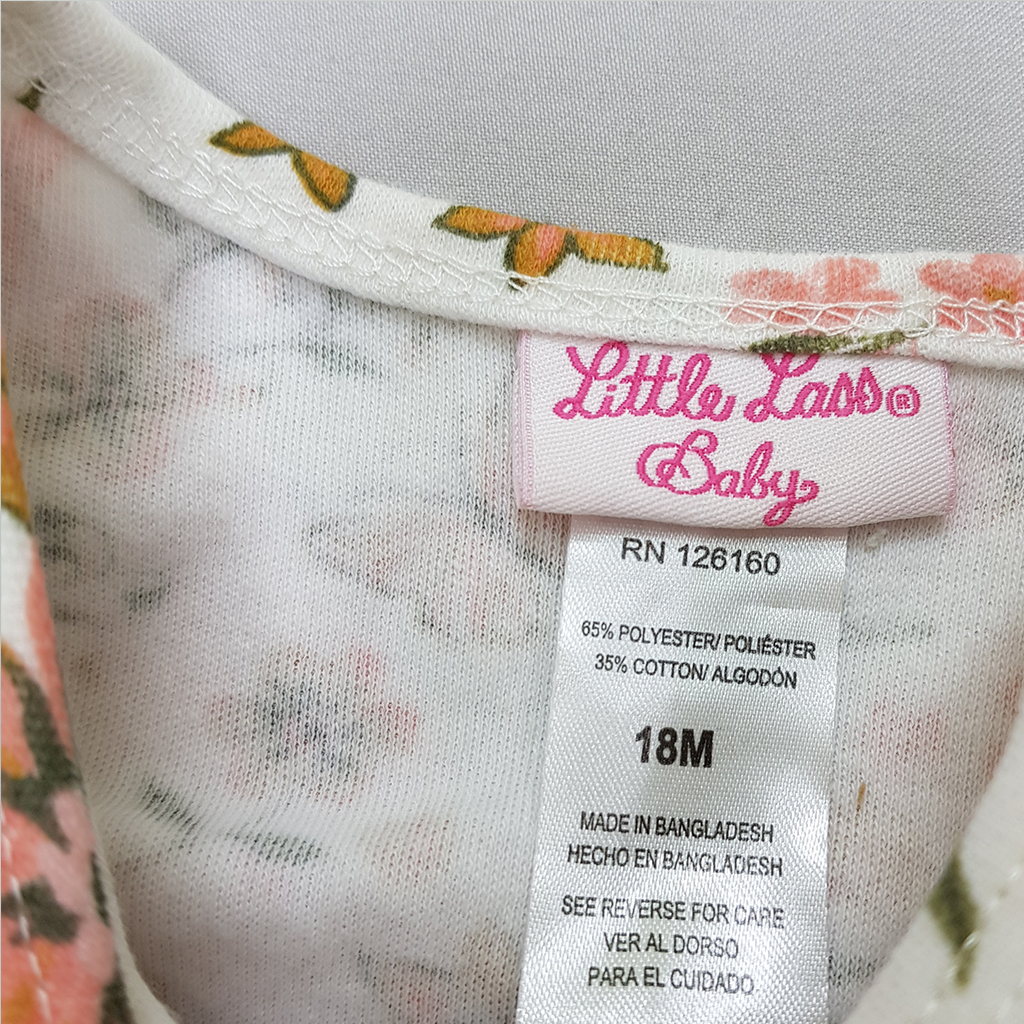 Little Lass®
Baby
RN 126160
65% POLYESTER/ POLIÉSTER
35% COTTON/ ALGODÓN
18M
MADE IN BANGLADESH
HECHO EN BANGLADESH
SEE REVERSE FOR CARE
VER AL DORSO
PARA EL CUIDADO